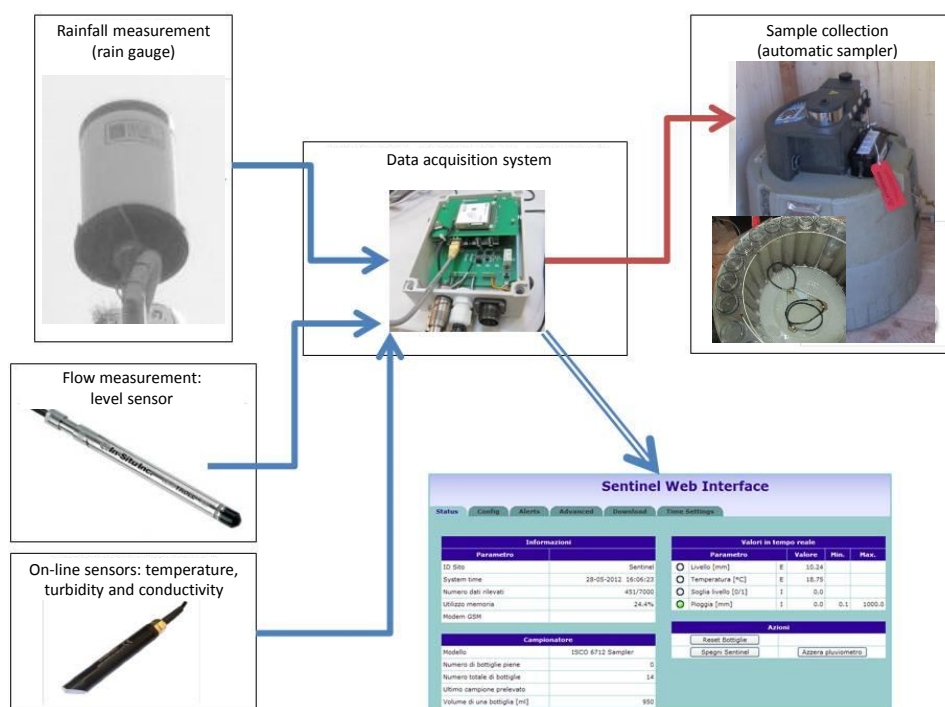 Rainfall measurement
(rain gauge)
Sample collection
(automatic sampler)
Data acquisition system
Flow measurement:
level sensor
In-Situ Inc.
On-line sensors: temperature,
turbidity and conductivity
Sentinel Web Interface
Status Config Alerts Advanced Download Time Settings
Informazioni
Parametro
ID Sito Sentinel
System time 28-05-2012 16:06:23
Numero dati rilevati 451/7000
Utilizzo memoria 24.4%
Modem GSM
Campionatore
Modello ISCO 6712 Sampler
Numero di bottiglie piene 0
Numero totale di bottiglie 14
Ultimo campione prelevato
Volume di una bottiglia [ml] 950
Valori in tempo reale
Parametro Valore Min. Max.
Livello [mm] E 10.24
Temperatura [°C] E 18.75
Soglia livello [0/1] I 0.0
Pioggia [mm] I 0.0 0.1 1000.0
Azioni
Reset Bottiglie
Spegni Sentinel Azzera pluviometro